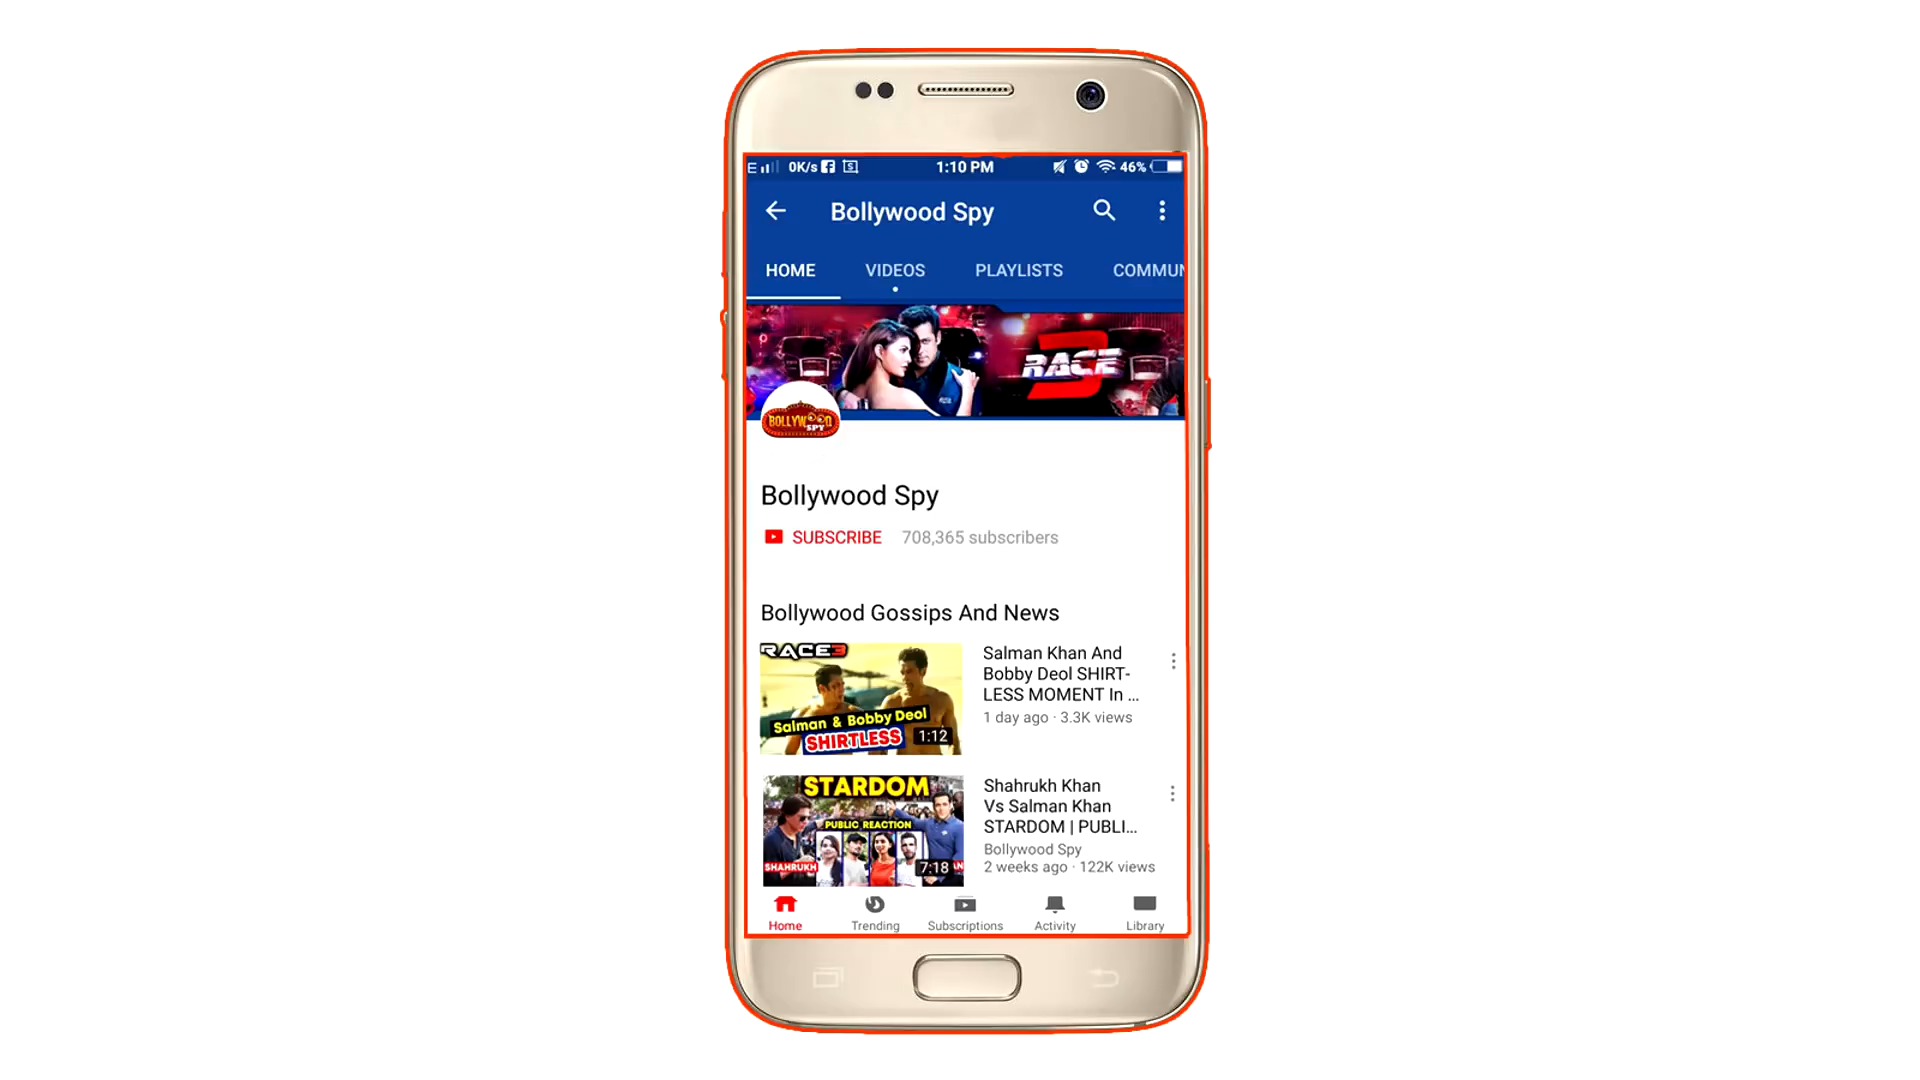 E 0K/s 1:10 PM 46%
Bollywood Spy
HOME VIDEOS PLAYLISTS COMMUN
RACE 3
BOLLYWOOD
SPY
Bollywood Spy
SUBSCRIBE 708,365 subscribers
Bollywood Gossips And News
RACE3
Salman & Bobby Deol
SHIRTLESS
1:12
Salman Khan And
Bobby Deol SHIRT-
LESS MOMENT In ...
1 day ago · 3.3K views
STARDOM
PUBLIC REACTION
SHAHRUKH
7:18
Shahrukh Khan
Vs Salman Khan
STARDOM | PUBLI...
Bollywood Spy
2 weeks ago · 122K views
Home Trending Subscriptions Activity Library